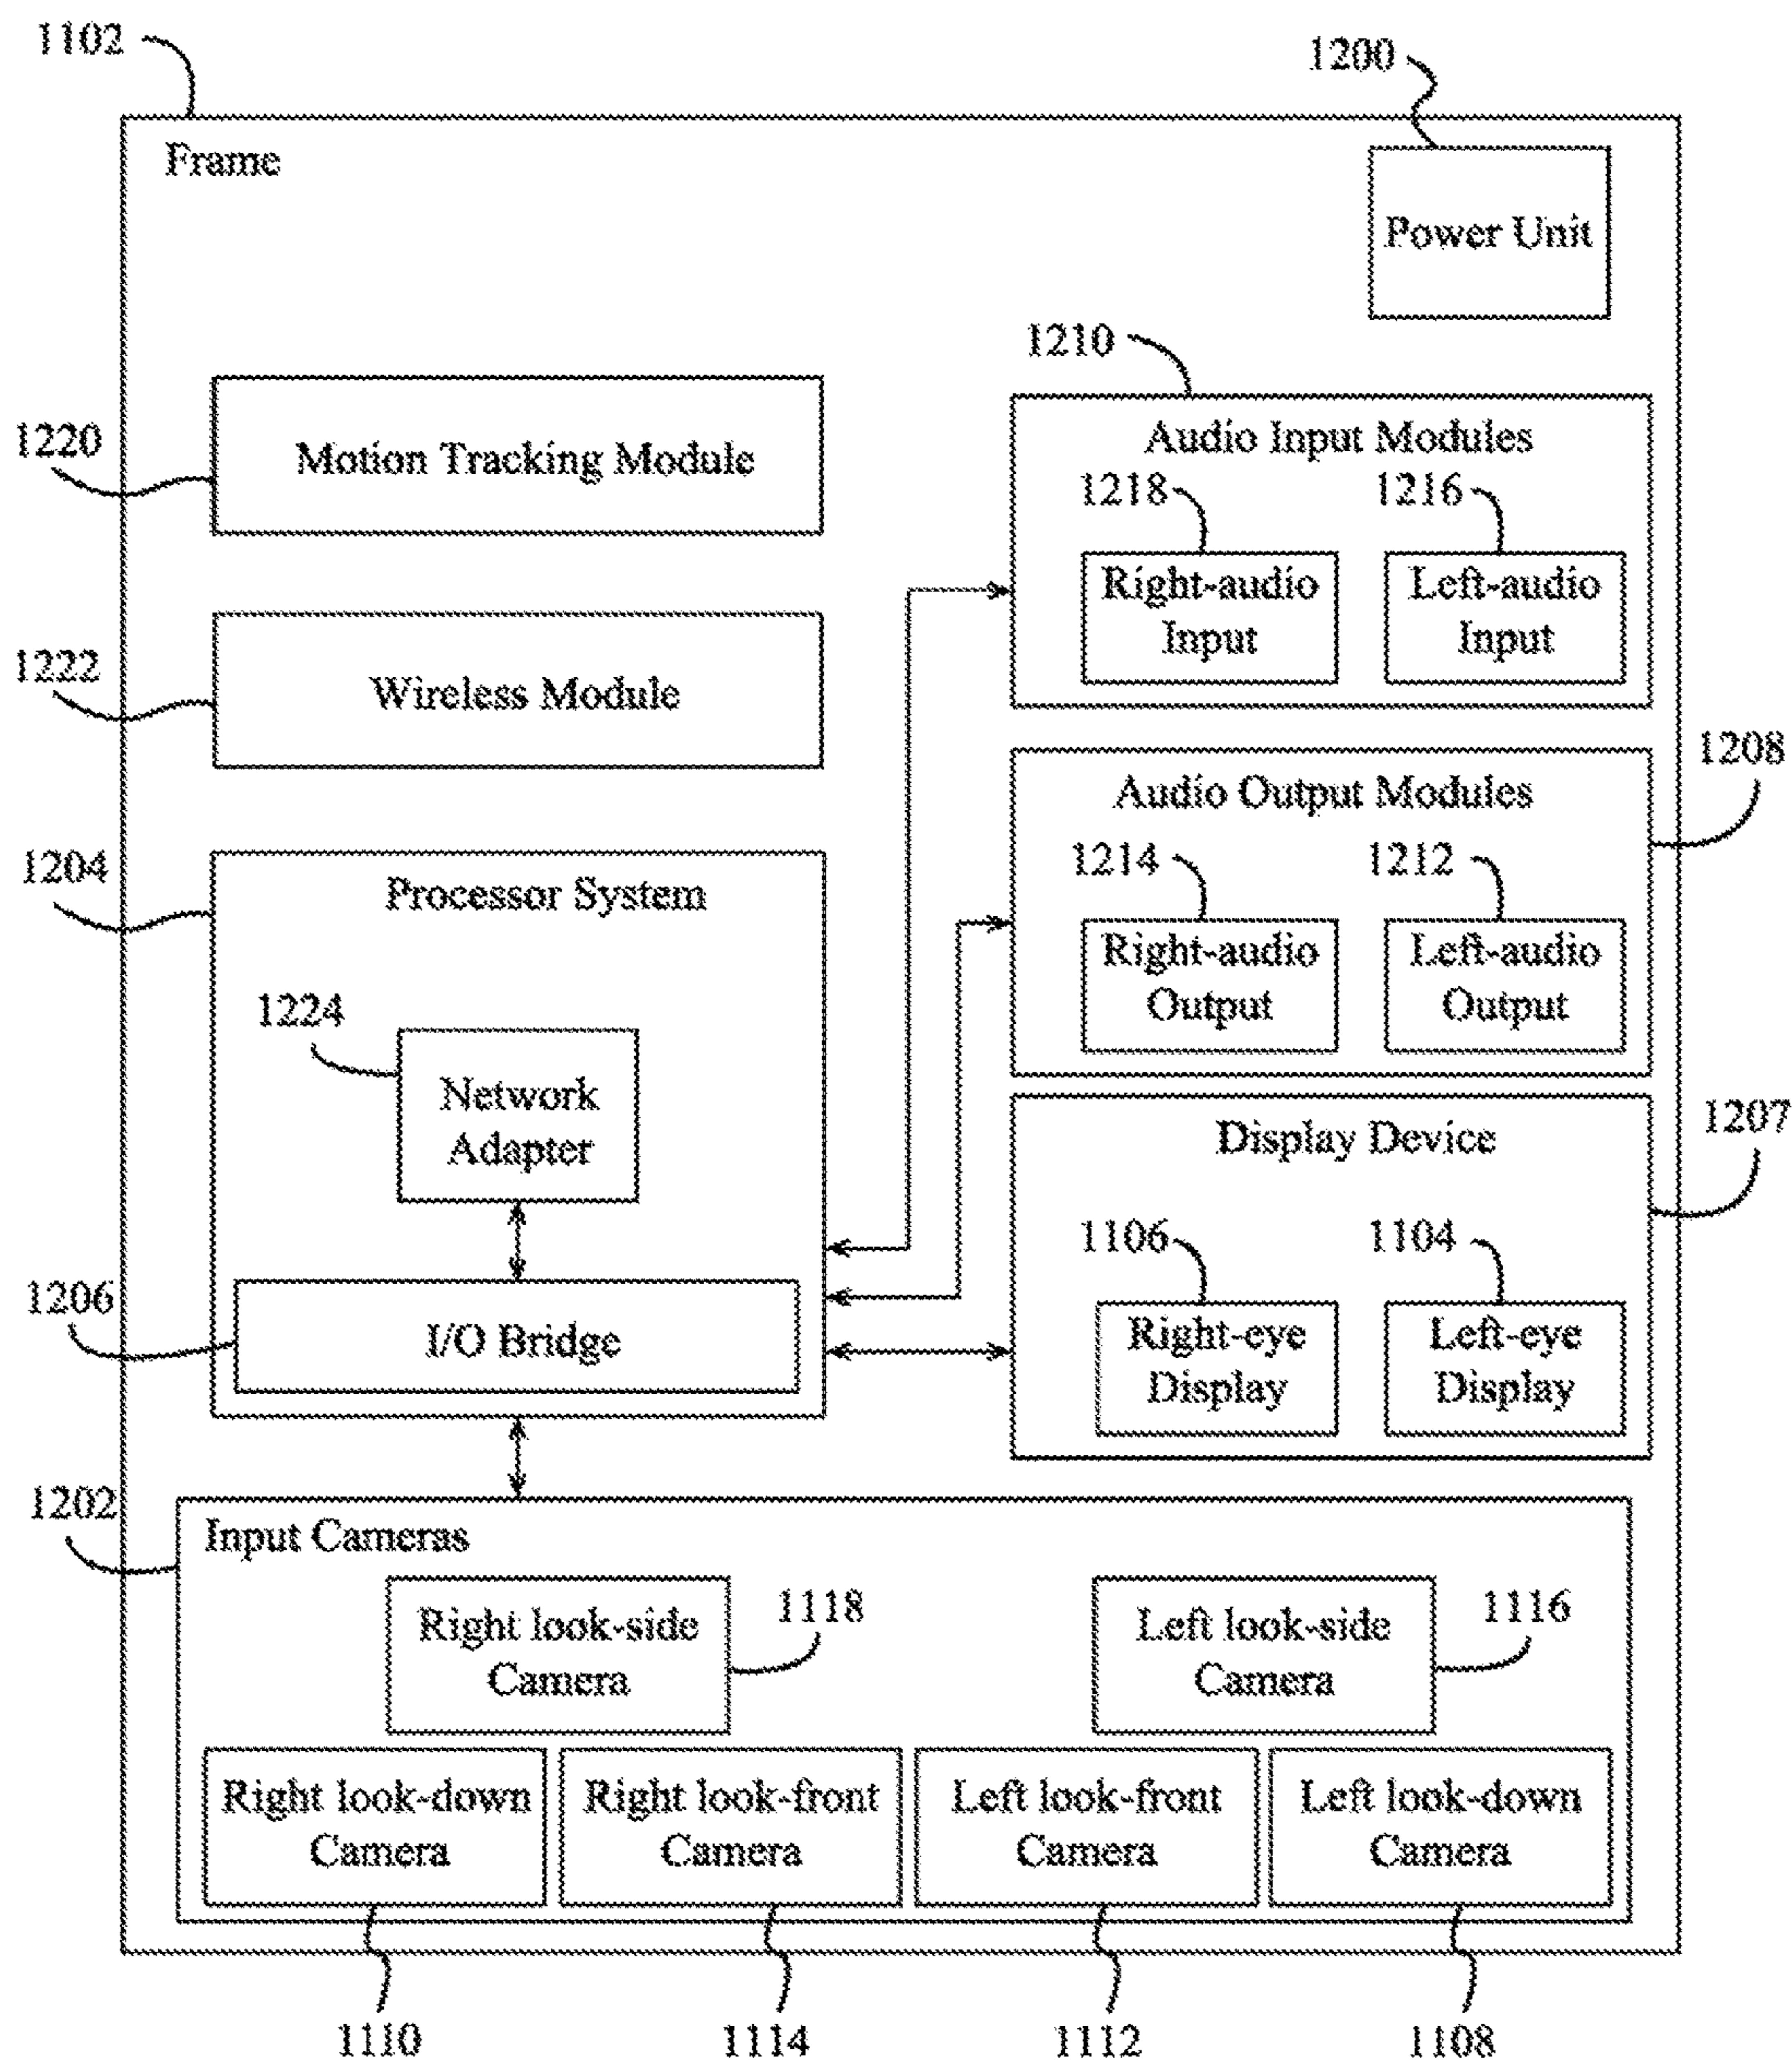 1102
1200
Frame
Power Unit
1210
1220
Motion Tracking Module
Audio Input Modules
1218
1216
Right-audio
Input
Left-audio
Input
1222
Wireless Module
1208
Audio Output Modules
1214
1212
Right-audio
Output
Left-audio
Output
1204
Processor System
1224
Network
Adapter
1207
Display Device
1106
1104
Right-eye
Display
Left-eye
Display
1206
I/O Bridge
1202
Input Cameras
Right look-side
Camera
1118
Left look-side
Camera
1116
Right look-down
Camera
Right look-front
Camera
Left look-front
Camera
Left look-down
Camera
1110
1114
1112
1108